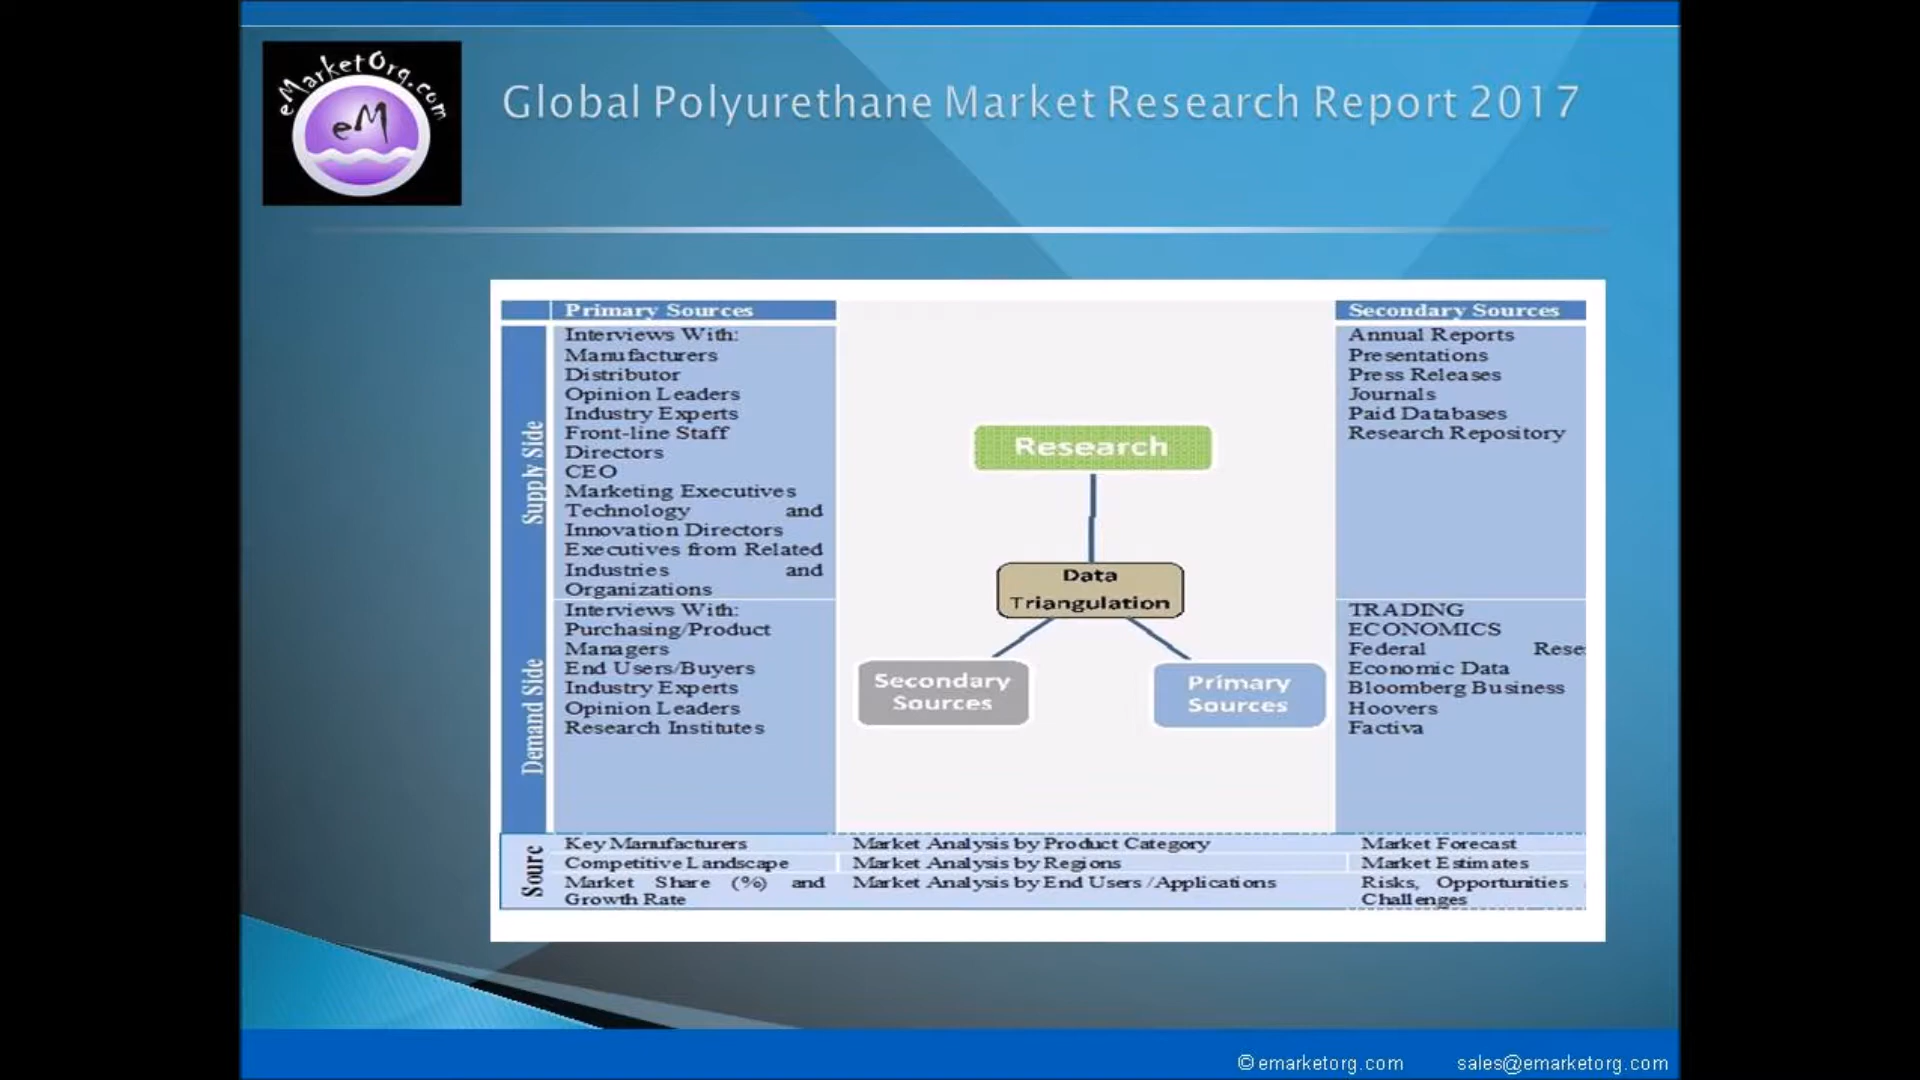 eMarketOrg.com
eM
Global Polyurethane Market Research Report 2017
Primary Sources
Supply Side
Interviews With:
Manufacturers
Distributor
Opinion Leaders
Industry Experts
Front-line Staff
Directors
CEO
Marketing Executives
Technology and
Innovation Directors
Executives from Related
Industries and
Organizations
Demand Side
Interviews With:
Purchasing/Product
Managers
End Users/Buyers
Industry Experts
Opinion Leaders
Research Institutes
Research
Data
Triangulation
Secondary
Sources
Primary
Sources
Secondary Sources
Annual Reports
Presentations
Press Releases
Journals
Paid Databases
Research Repository
TRADING
ECONOMICS
Federal Rese
Economic Data
Bloomberg Business
Hoovers
Factiva
Sourc
Key Manufacturers
Competitive Landscape
Market Share (%) and
Growth Rate
Market Analysis by Product Category
Market Analysis by Regions
Market Analysis by End Users /Applications
Market Forecast
Market Estimates
Risks, Opportunities
Challenges
© emarketorg.com sales@emarketorg.com